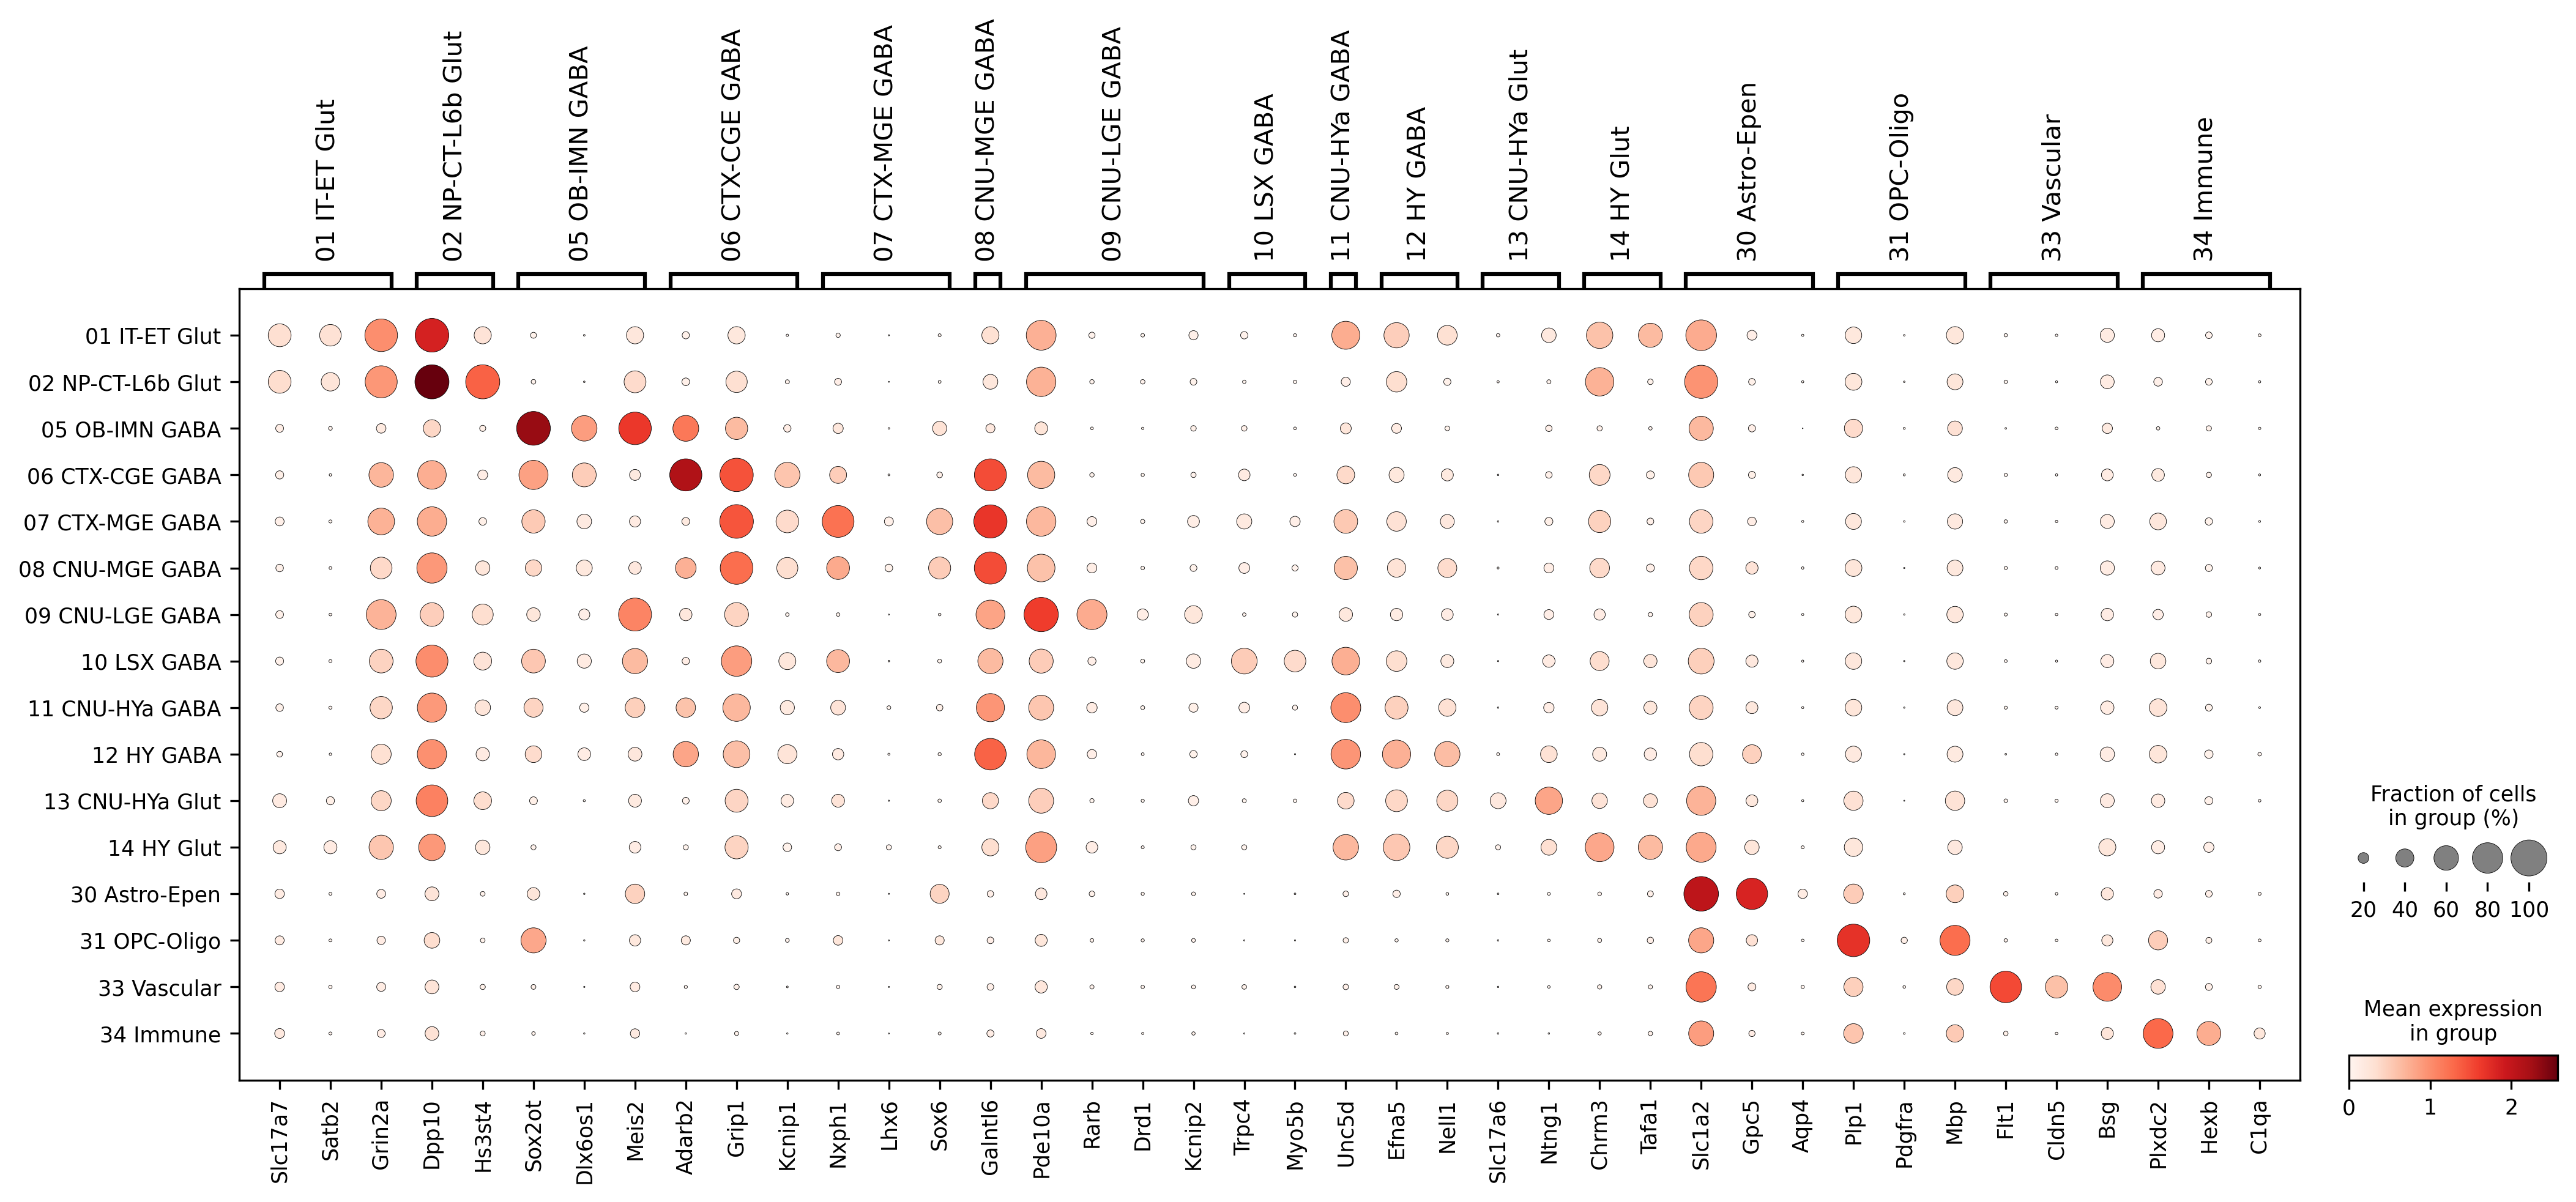 01 IT-ET Glut
02 NP-CT-L6b Glut
05 OB-IMN GABA
06 CTX-CGE GABA
07 CTX-MGE GABA
08 CNU-MGE GABA
09 CNU-LGE GABA
10 LSX GABA
11 CNU-HYa GABA
12 HY GABA
13 CNU-HYa Glut
14 HY Glut
30 Astro-Epen
31 OPC-Oligo
33 Vascular
34 Immune
01 IT-ET Glut
02 NP-CT-L6b Glut
05 OB-IMN GABA
06 CTX-CGE GABA
07 CTX-MGE GABA
08 CNU-MGE GABA
09 CNU-LGE GABA
10 LSX GABA
11 CNU-HYa GABA
12 HY GABA
13 CNU-HYa Glut
14 HY Glut
30 Astro-Epen
31 OPC-Oligo
33 Vascular
34 Immune
Slc17a7
Satb2
Grin2a
Dpp10
Hs3st4
Sox2ot
Dlx6os1
Meis2
Adarb2
Grip1
Kcnip1
Nxph1
Lhx6
Sox6
Galntl6
Pde10a
Rarb
Drd1
Kcnip2
Trpc4
Myo5b
Unc5d
Efna5
Nell1
Slc17a6
Ntng1
Chrm3
Tafa1
Slc1a2
Gpc5
Aqp4
Plp1
Pdgfra
Mbp
Flt1
Cldn5
Bsg
Plxdc2
Hexb
C1qa
Fraction of cells
in group (%)
20 40 60 80 100
Mean expression
in group
0 1 2